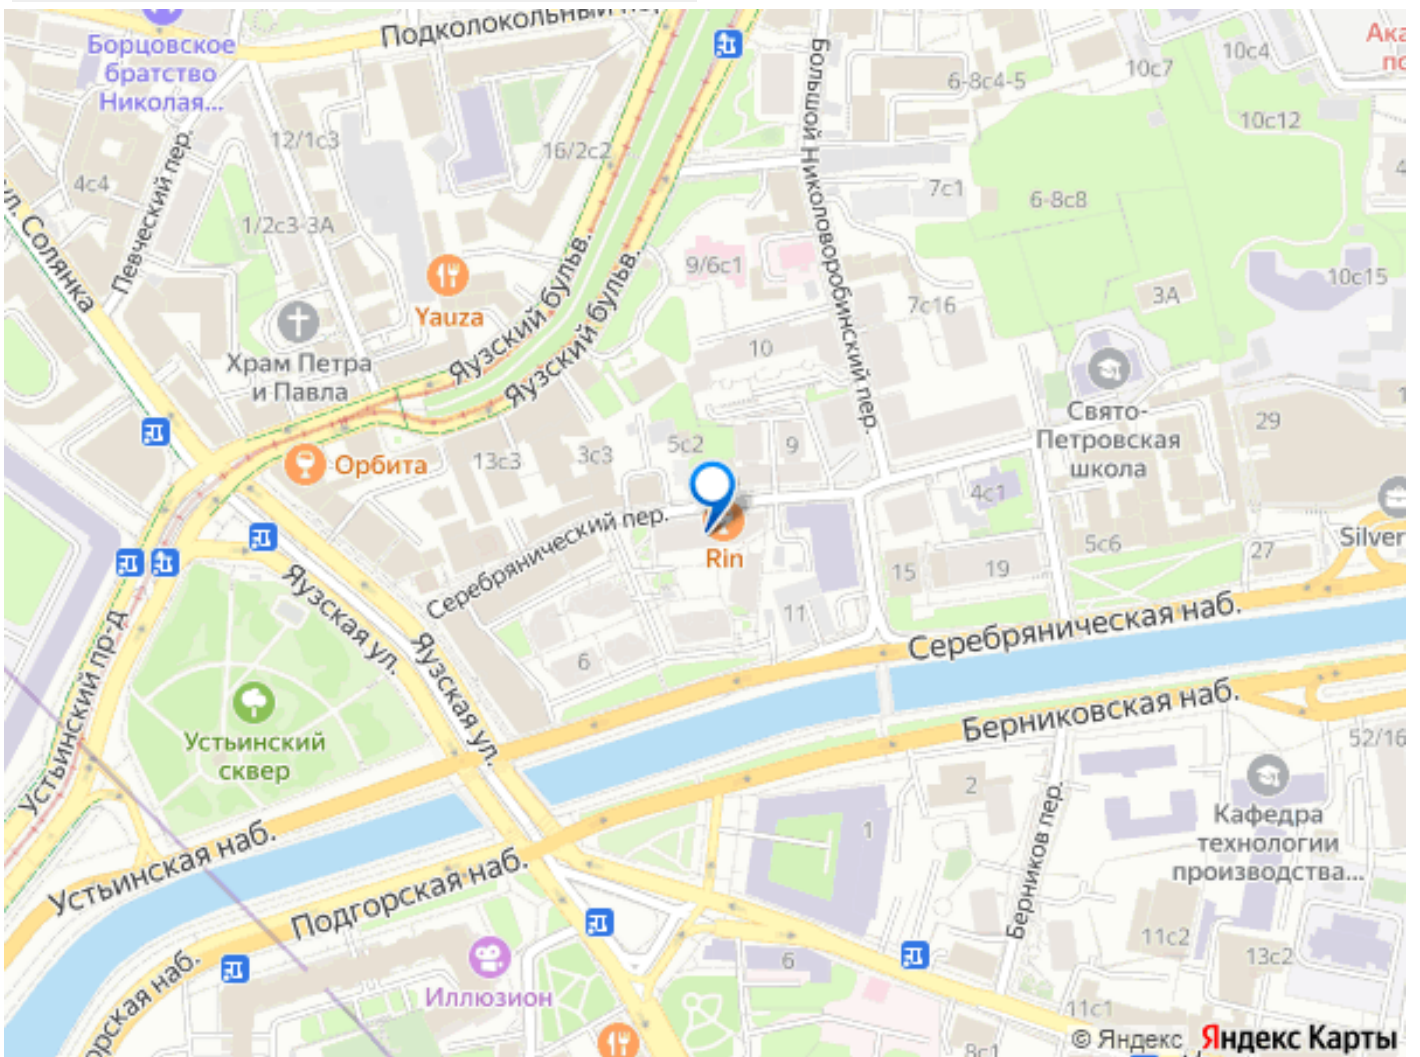 Подколокольный пер.
Борцовское
братство
Николая...
10с4
Ака
по
10с7
6-8с4-5
Большой Николоворобинский пер.
10с12
12/1с3
16/2с2
Певческий пер.
4с4
7с1
6-8с8
ул. Солянка
1/2с3-3А
9/6с1
10с15
3А
7с16
Yauza
Яузский бульв.
Яузский бульв.
Храм Петра
и Павла
10
Свято-
Петровская
школа
29
Орбита
13с3
3с3
5с2
9
4с1
Серебрянический пер.
Rin
5с6
27
Silver
15
19
11
Устьинский пр-д
Яузская ул.
Яузская ул.
6
Серебряническая наб.
Берниковская наб.
Устьинский
сквер
52/16
2
Кафедра
технологии
производства...
1
Берников пер.
Устьинская наб.
Подгорская наб.
11с2
13с2
6
орская наб.
Иллюзион
11с1
8с1
© Яндекс Яндекс Карты